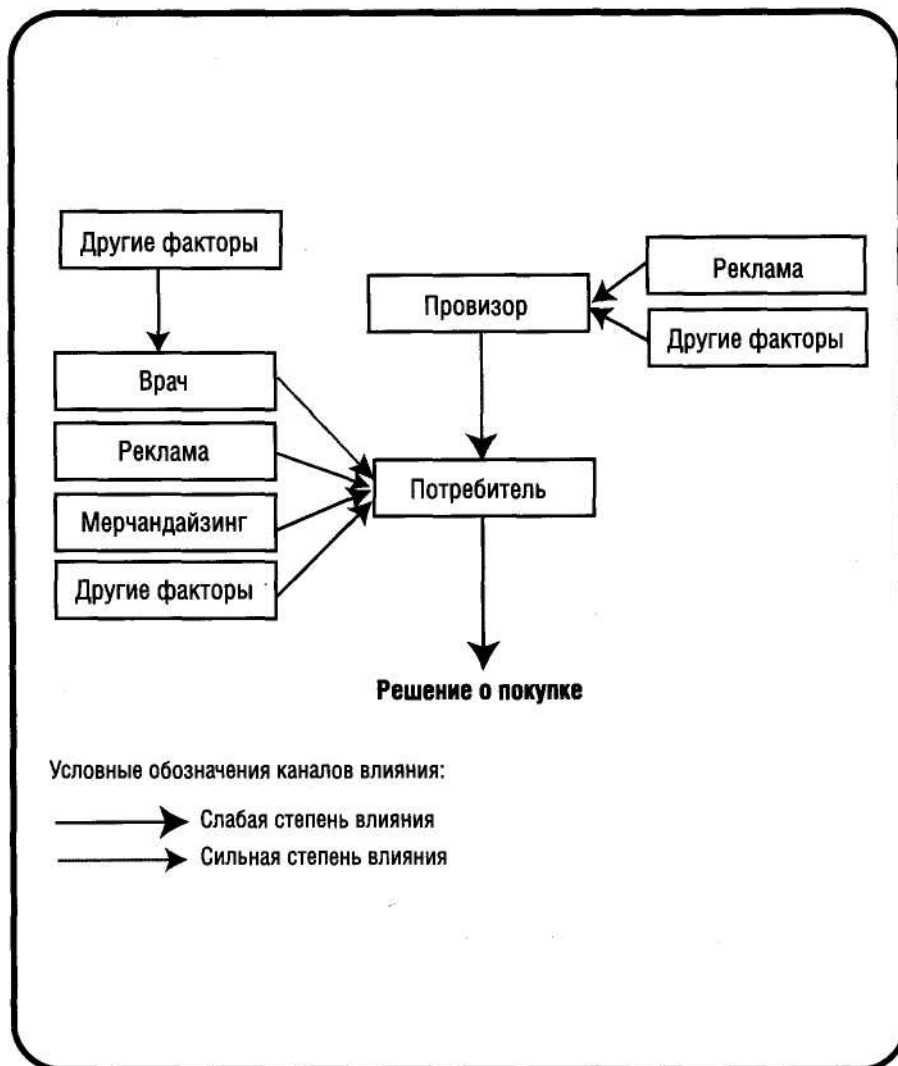 Другие факторы
Врач
Реклама
Мерчандайзинг
Другие факторы
Провизор
Реклама
Другие факторы
Потребитель
Решение о покупке
Условные обозначения каналов влияния:
Слабая степень влияния
Сильная степень влияния